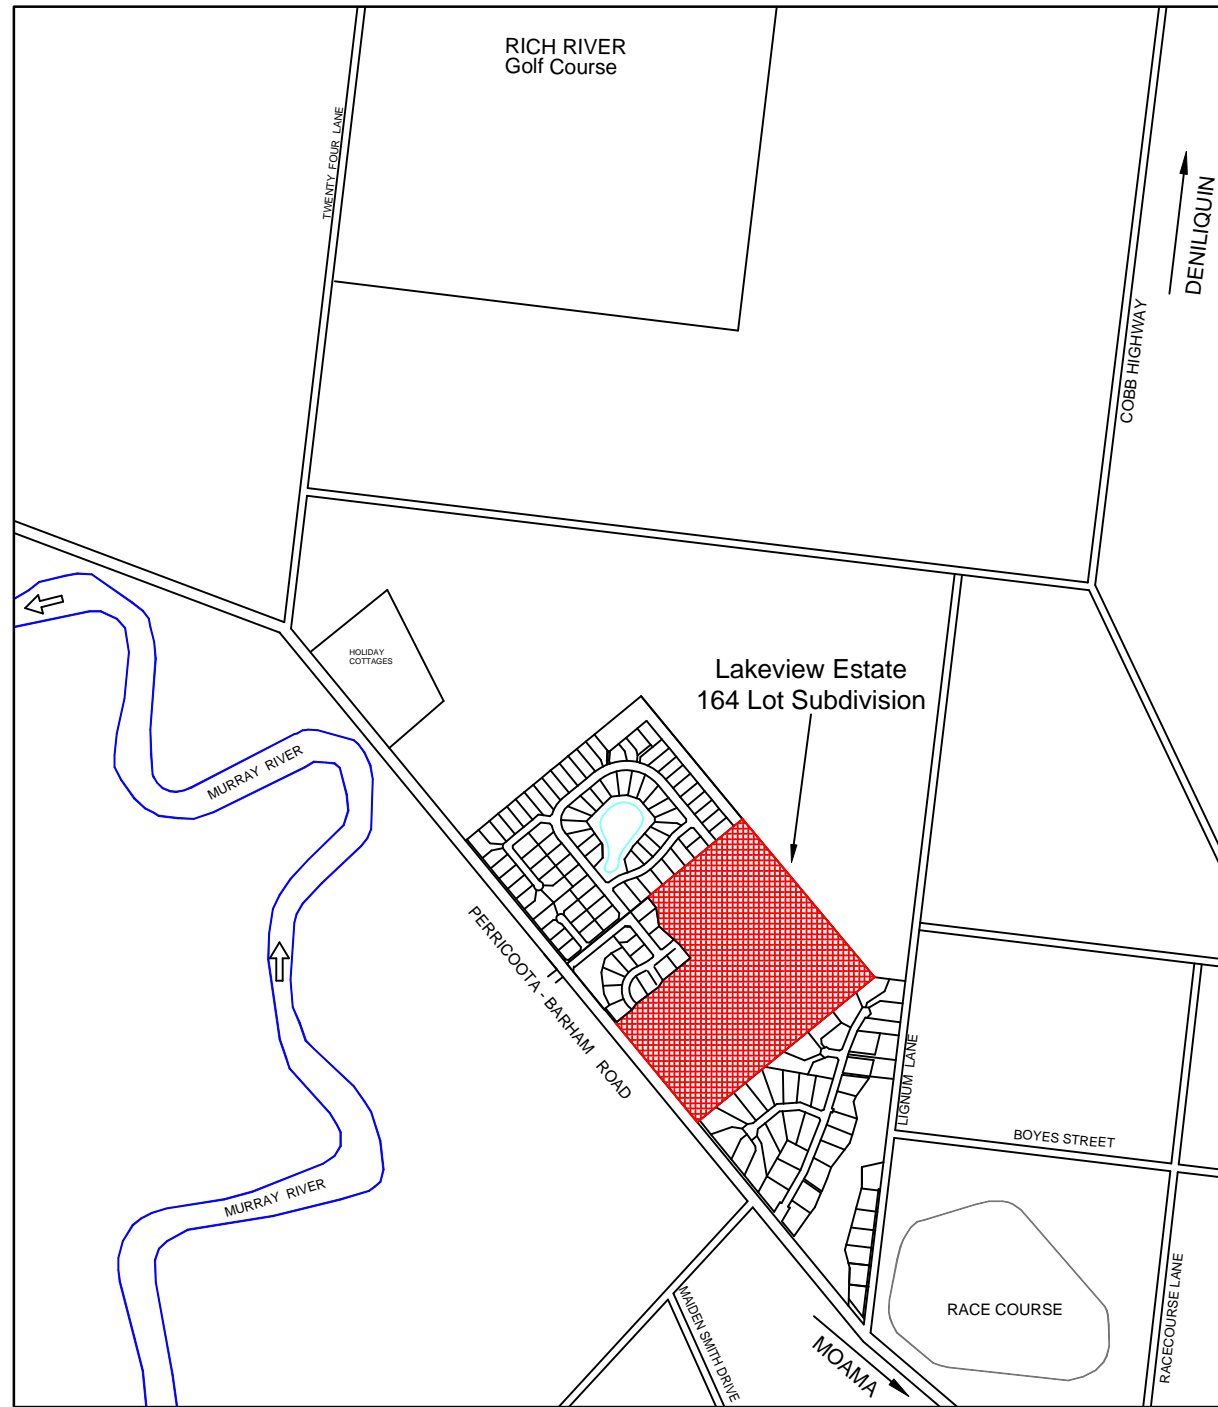 RICH RIVER
Golf Course
TWENTY FOUR LANE
DENILIQUIN
COBB HIGHWAY
HOLIDAY
COTTAGES
Lakeview Estate
164 Lot Subdivision
MURRAY RIVER
PERRICOOTA - BARHAM ROAD
LIGNUM LANE
BOYES STREET
MURRAY RIVER
RACE COURSE
RACECOURSE LANE
MAIDEN SMITH DRIVE
MOAMA